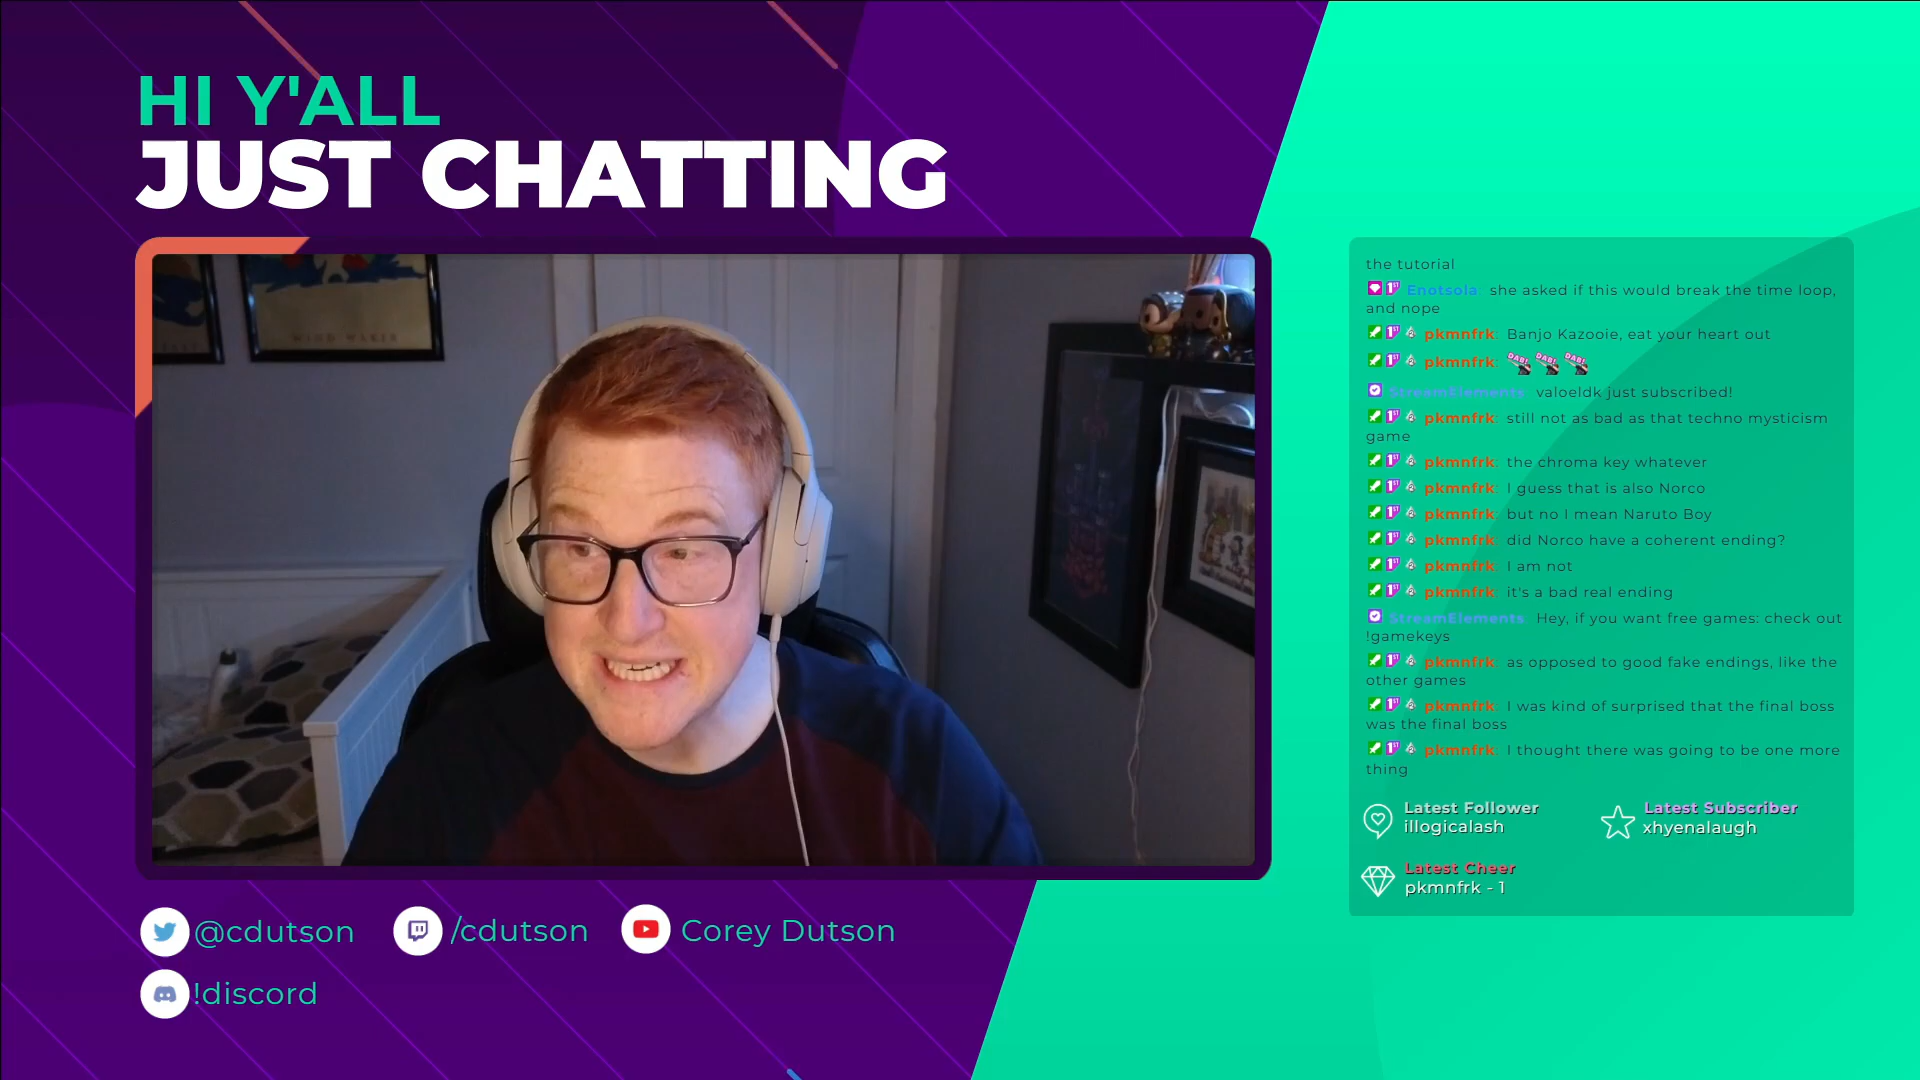 HI Y'ALL
JUST CHATTING
WIND WAKER
the tutorial
Enotsola: she asked if this would break the time loop,
and nope
pkmnfrk: Banjo Kazooie, eat your heart out
pkmnfrk: DAB! DAB! DAB!
StreamElements: valoeldk just subscribed!
pkmnfrk: still not as bad as that techno mysticism
game
pkmnfrk: the chroma key whatever
pkmnfrk: I guess that is also Norco
pkmnfrk: but no I mean Naruto Boy
pkmnfrk: did Norco have a coherent ending?
pkmnfrk: I am not
pkmnfrk: it's a bad real ending
StreamElements: Hey, if you want free games: check out
!gamekeys
pkmnfrk: as opposed to good fake endings, like the
other games
pkmnfrk: I was kind of surprised that the final boss
was the final boss
pkmnfrk: I thought there was going to be one more
thing
Latest Follower
illogicalash
Latest Subscriber
xhyenalaugh
Latest Cheer
pkmnfrk - 1
@cdutson
/cdutson
Corey Dutson
!discord